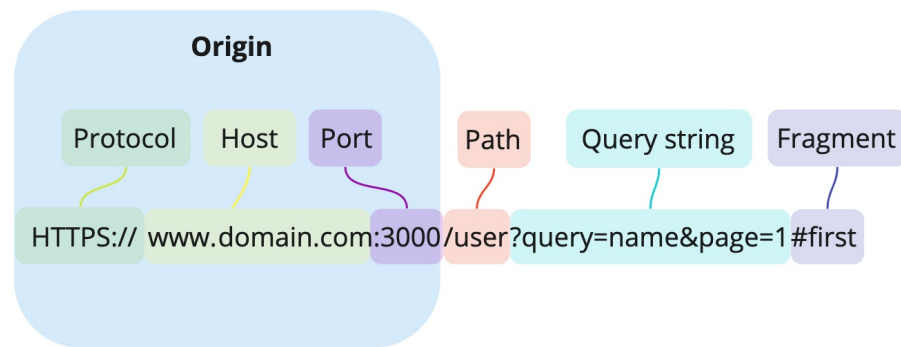 Origin
Protocol Host Port Path Query string Fragment
HTTPS:// www.domain.com:3000/user?query=name&page=1#first